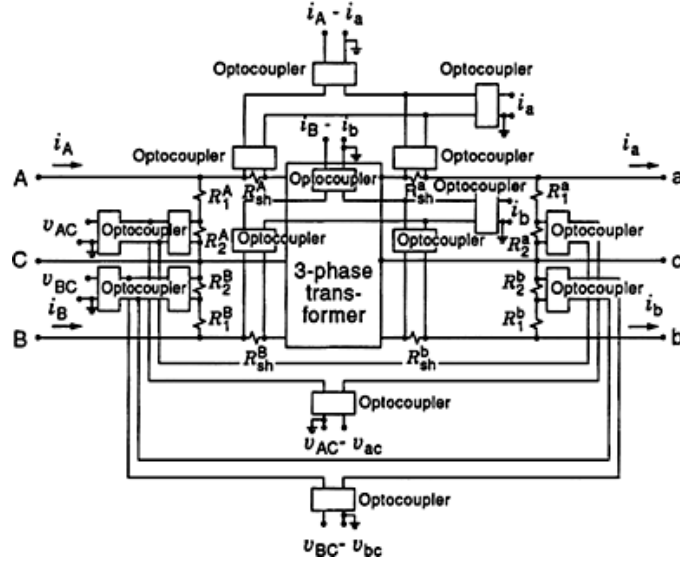 i_A - i_a
Optocoupler
Optocoupler
i_a
i_B - i_b
i_A
Optocoupler
Optocoupler
i_a
A
R_sh^A
Optocoupler
R_sh^a
Optocoupler
a
R_1^A
R_1^a
i_b
v_AC
Optocoupler
R_2^A
Optocoupler
Optocoupler
R_2^a
Optocoupler
C
c
3-phase
trans-
former
v_BC
Optocoupler
R_2^B
R_2^b
Optocoupler
i_B
R_1^B
R_1^b
i_b
B
R_sh^B
R_sh^b
b
Optocoupler
v_AC- v_ac
Optocoupler
v_BC- v_bc